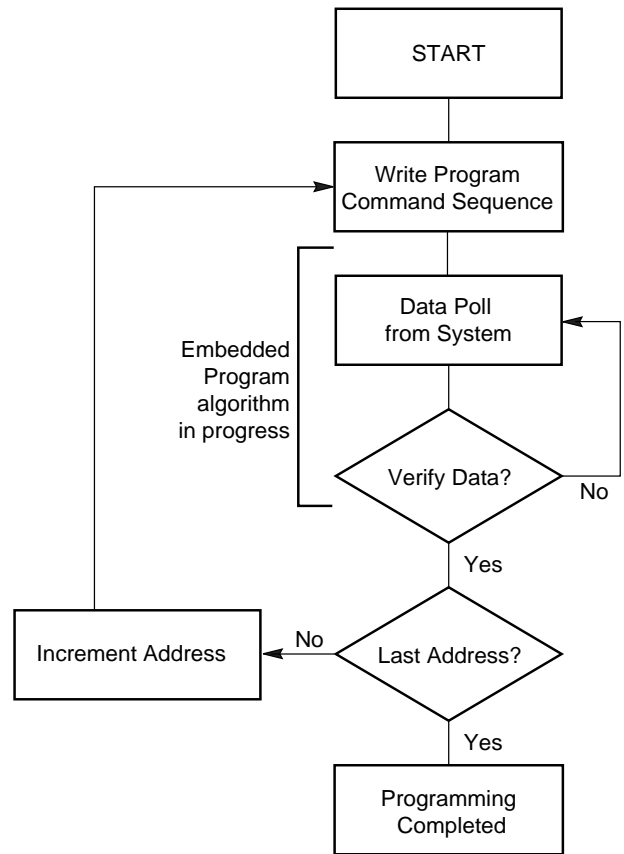 START
Write Program
Command Sequence
Data Poll
from System
Embedded
Program
algorithm
in progress
Verify Data?
No
Yes
Increment Address
No
Last Address?
Yes
Programming
Completed